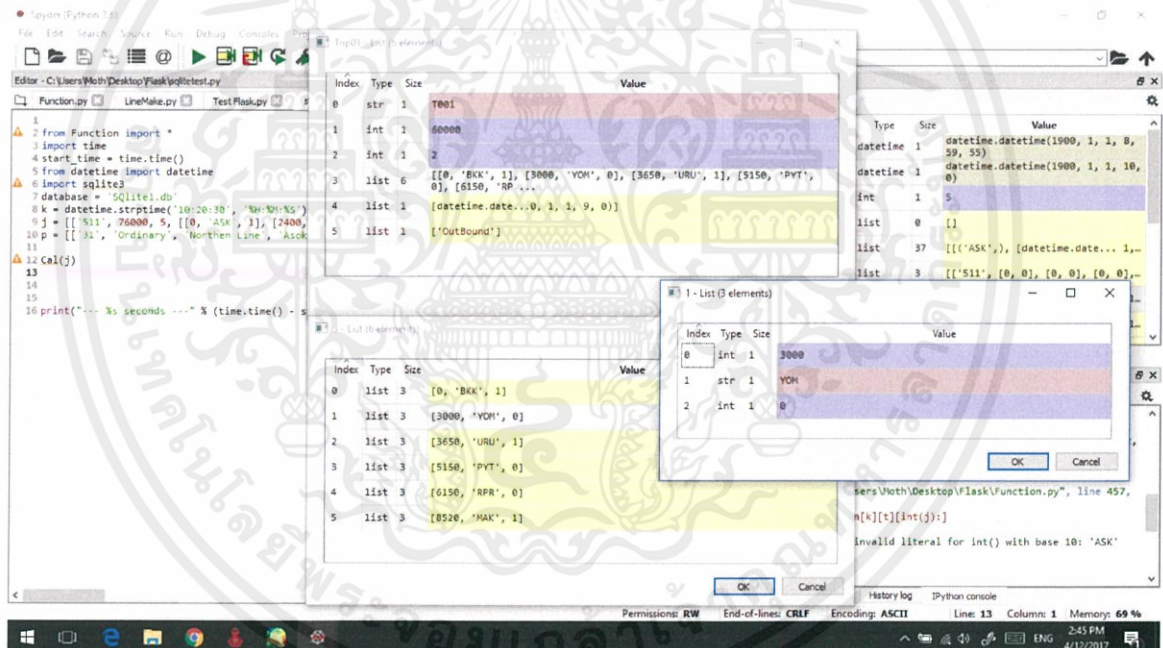 Spyder (Python 3.6)
File Edit Search Source Run Debug Consoles
Editor - C:\Users\Moth\Desktop\Flask\sqlitetest.py
Function.py LineMake.py Test Flask.py
1
2 from Function import *
3 import time
4 start_time = time.time()
5 from datetime import datetime
6 import sqlite3
7 database = 'SQlite1.db'
8 k = datetime.strptime('10:20:30', '%H:%M:%S')
9 j = [['511', 76000, 5, [[0, 'ASK', 1], [2400,
10 p = [['31', 'Ordinary', 'Northen Line', 'Asok
11
12 Cal(j)
13
14
15
16 print("--- %s seconds ---" % (time.time() - s
Trip01 - List (6 elements)
Index Type Size Value
0 str 1 T001
1 int 1 60000
2 int 1 2
3 list 6 [[0, 'BKK', 1], [3000, 'YOM', 0], [3650, 'URU', 1], [5150, 'PYT',
0], [6150, 'RP ...
4 list 1 [datetime.date...0, 1, 1, 9, 0)]
5 list 1 ['OutBound']
3 - List (6 elements)
Index Type Size Value
0 list 3 [0, 'BKK', 1]
1 list 3 [3000, 'YOM', 0]
2 list 3 [3650, 'URU', 1]
3 list 3 [5150, 'PYT', 0]
4 list 3 [6150, 'RPR', 0]
5 list 3 [8520, 'MAK', 1]
OK Cancel
Type Size Value
datetime 1 datetime.datetime(1900, 1, 1, 8,
59, 55)
datetime 1 datetime.datetime(1900, 1, 1, 10,
0)
int 1 5
list 0 []
list 37 [[('ASK',), [datetime.date... 1,…
list 3 [['511', [0, 0], [0, 0], [0, 0],…
1 - List (3 elements)
Index Type Size Value
0 int 1 3000
1 str 1 YOM
2 int 1 0
OK Cancel
sers\Moth\Desktop\Flask\Function.py", line 457,
n[k][t][int(j):]
invalid literal for int() with base 10: 'ASK'
History log IPython console
Permissions: RW End-of-lines: CRLF Encoding: ASCII Line: 13 Column: 1 Memory: 69 %
ENG 2:45 PM
4/12/2017